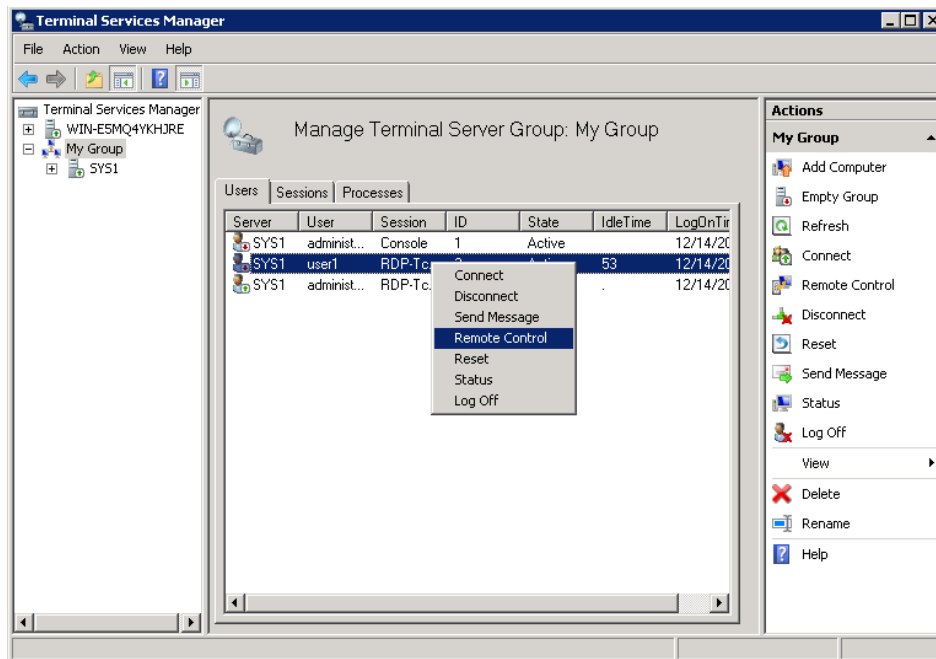 Terminal Services Manager
File Action View Help
Terminal Services Manager
WIN-E5MQ4YKHJRE
My Group
SYS1
Manage Terminal Server Group: My Group
Users Sessions Processes
Server User Session ID State IdleTime LogOnTir
SYS1 administ... Console 1 Active 12/14/20
SYS1 user1 RDP-Tc... 53 12/14/20
SYS1 administ... RDP-Tc... . 12/14/20
Connect
Disconnect
Send Message
Remote Control
Reset
Status
Log Off
Actions
My Group
Add Computer
Empty Group
Refresh
Connect
Remote Control
Disconnect
Reset
Send Message
Status
Log Off
View
Delete
Rename
Help